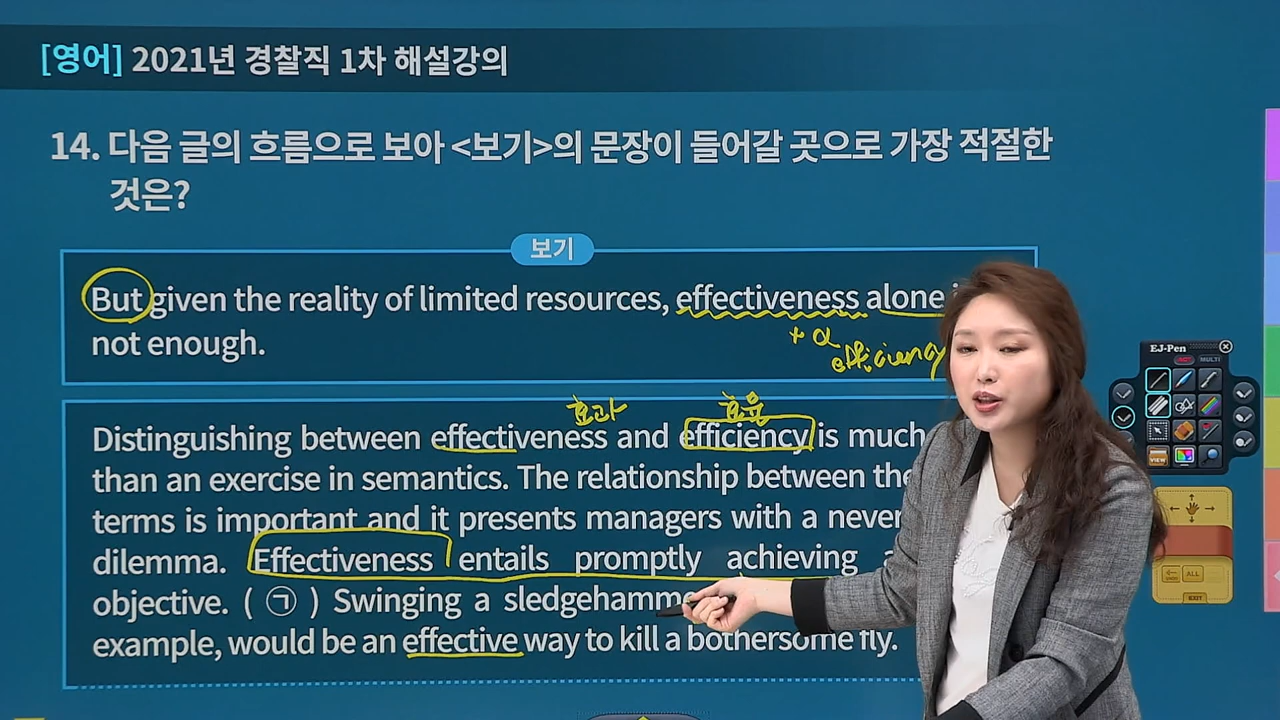 [영어] 2021년 경찰직 1차 해설강의
14. 다음 글의 흐름으로 보아 <보기>의 문장이 들어갈 곳으로 가장 적절한
것은?
보기
But given the reality of limited resources, effectiveness alone
not enough.
+ α
efficiency
효과 효율
Distinguishing between effectiveness and efficiency is much
than an exercise in semantics. The relationship between
terms is important and it presents managers with a never
dilemma. Effectiveness entails promptly achieving a
objective. ( ㉠ ) Swinging a
example, would be an effective way to kill a bothersome fly.
EJ-Pen
ACT MULTI
VIEW
UNDO ALL
EXIT